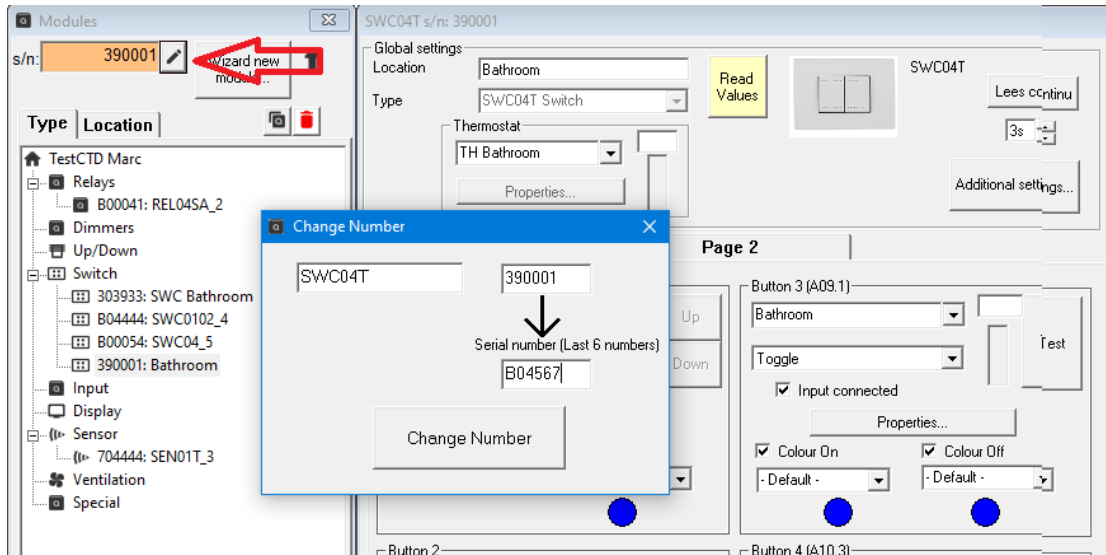 Modules
s/n: 390001
Wizard new
Type Location
TestCTD Marc
Relays
B00041: REL04SA_2
Dimmers
Up/Down
Switch
303933: SWC Bathroom
B04444: SWC0102_4
B00054: SWC04_5
390001: Bathroom
Input
Display
Sensor
704444: SEN01T_3
Ventilation
Special
SWC04T s/n: 390001
Global settings
Location Bathroom
Type SWC04T Switch
Thermostat
TH Bathroom
Properties...
Read
Values
SWC04T
Lees continu
3s
Additional settings...
Page 2
Change Number
SWC04T 390001
Serial number (Last 6 numbers)
B04567
Change Number
Up
Down
Button 3 (A09.1)
Bathroom
Toggle
Test
Input connected
Properties...
Colour On Colour Off
- Default - - Default -
Button 2 Button 4 (A10.3)